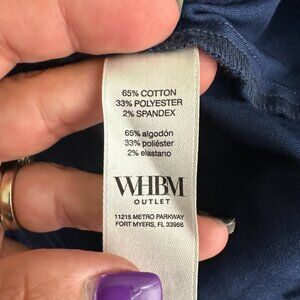 65% COTTON
33% POLYESTER
2% SPANDEX
65% algodón
33% poliéster
2% elastano
WHBM
OUTLET
11215 METRO PARKWAY
FORT MYERS, FL 33966